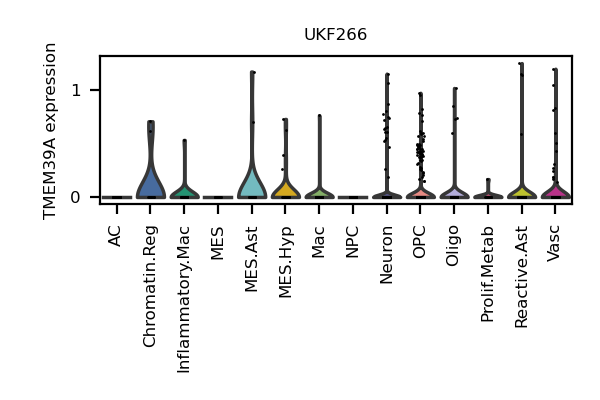 UKF266
TMEM39A expression
1
0
AC
Chromatin.Reg
Inflammatory.Mac
MES
MES.Ast
MES.Hyp
Mac
NPC
Neuron
OPC
Oligo
Prolif.Metab
Reactive.Ast
Vasc